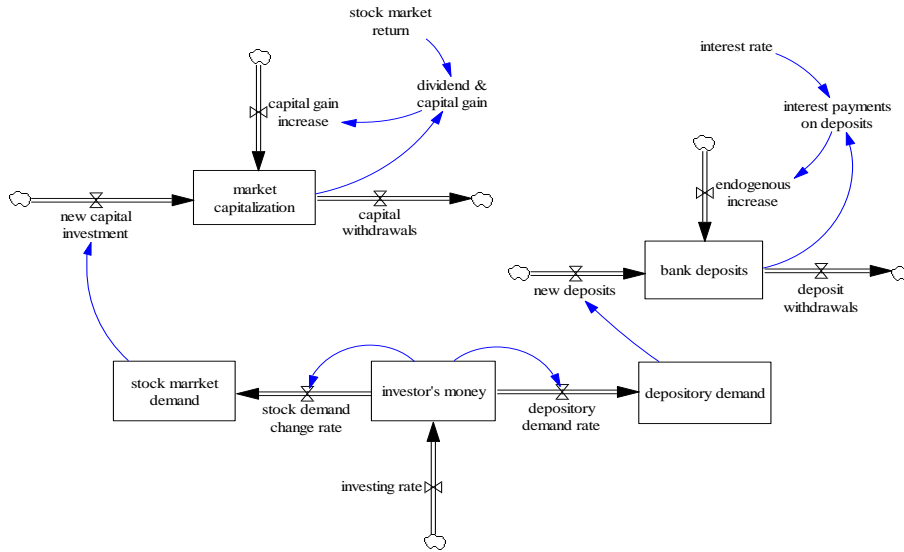 stock market
return
interest rate
dividend &
capital gain
capital gain
increase
interest payments
on deposits
market
capitalization
endogenous
increase
new capital
investment
capital
withdrawals
bank deposits
new deposits
deposit
withdrawals
stock marrket
demand
stock demand
change rate
investor's money
depository
demand rate
depository demand
investing rate